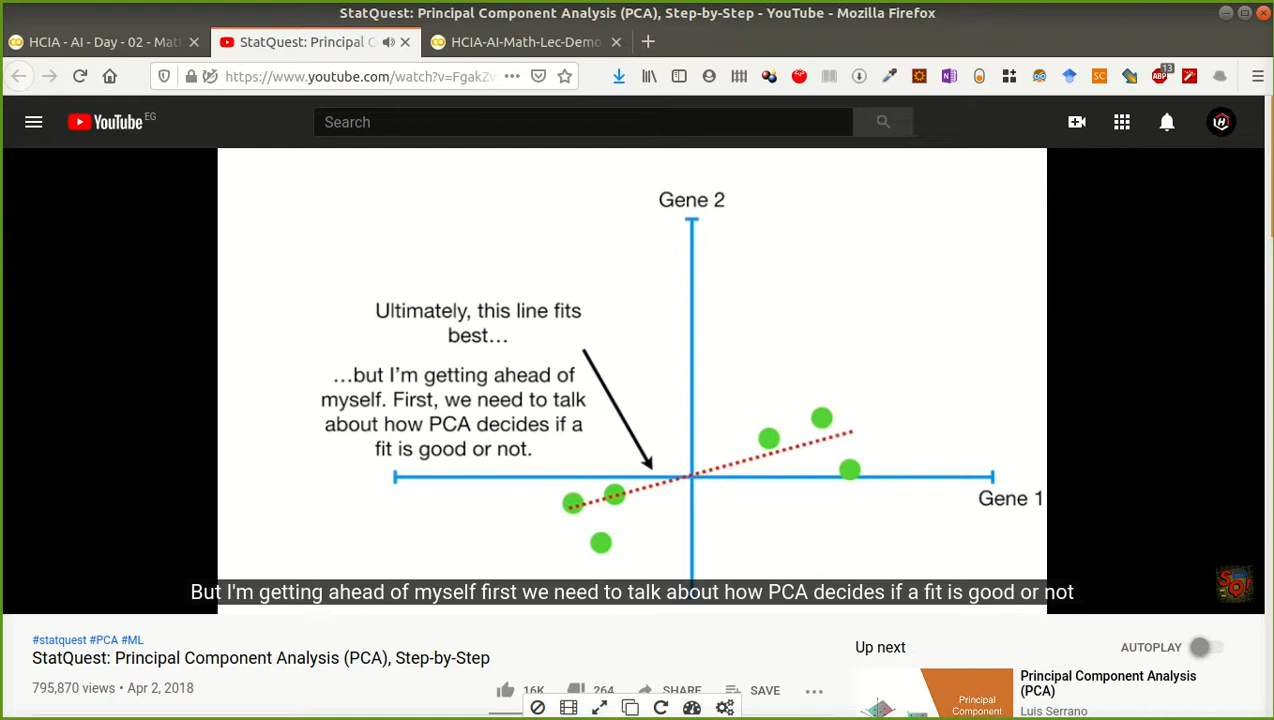 StatQuest: Principal Component Analysis (PCA), Step-by-Step - YouTube - Mozilla Firefox
HCIA - AI - Day - 02 - Mat
StatQuest: Principal C
HCIA-AI-Math-Lec-Demo.
https://www.youtube.com/watch?v=FgakZw
13
SC
ABP
YouTube EG
Search
Gene 2
Ultimately, this line fits
best…
…but I'm getting ahead of
myself. First, we need to talk
about how PCA decides if a
fit is good or not.
Gene 1
But I'm getting ahead of myself first we need to talk about how PCA decides if a fit is good or not
SQ!
#statquest #PCA #ML
StatQuest: Principal Component Analysis (PCA), Step-by-Step
795,870 views • Apr 2, 2018
16K
264
SHARE
SAVE
Up next
AUTOPLAY
Principal
Component
Principal Component Analysis
(PCA)
Luis Serrano